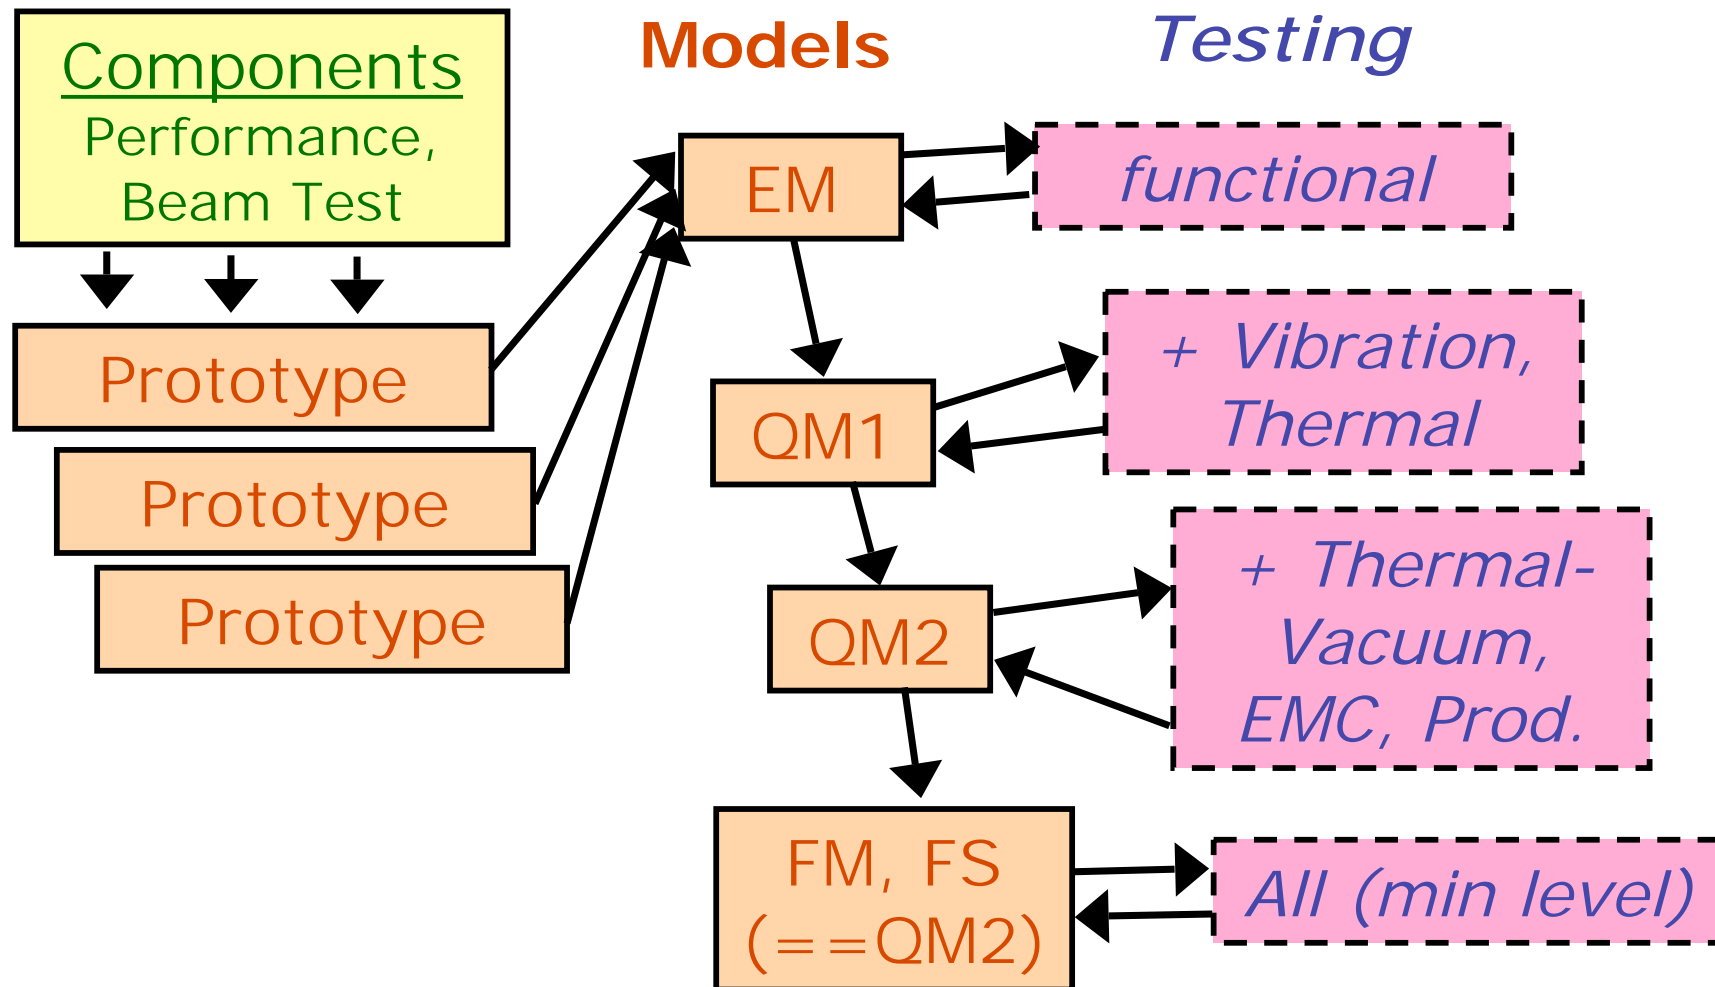 Components
Performance,
Beam Test
Models
Testing
EM
functional
Prototype
Prototype
Prototype
QM1
+ Vibration,
Thermal
QM2
+ Thermal-
Vacuum,
EMC, Prod.
FM, FS
(==QM2)
All (min level)